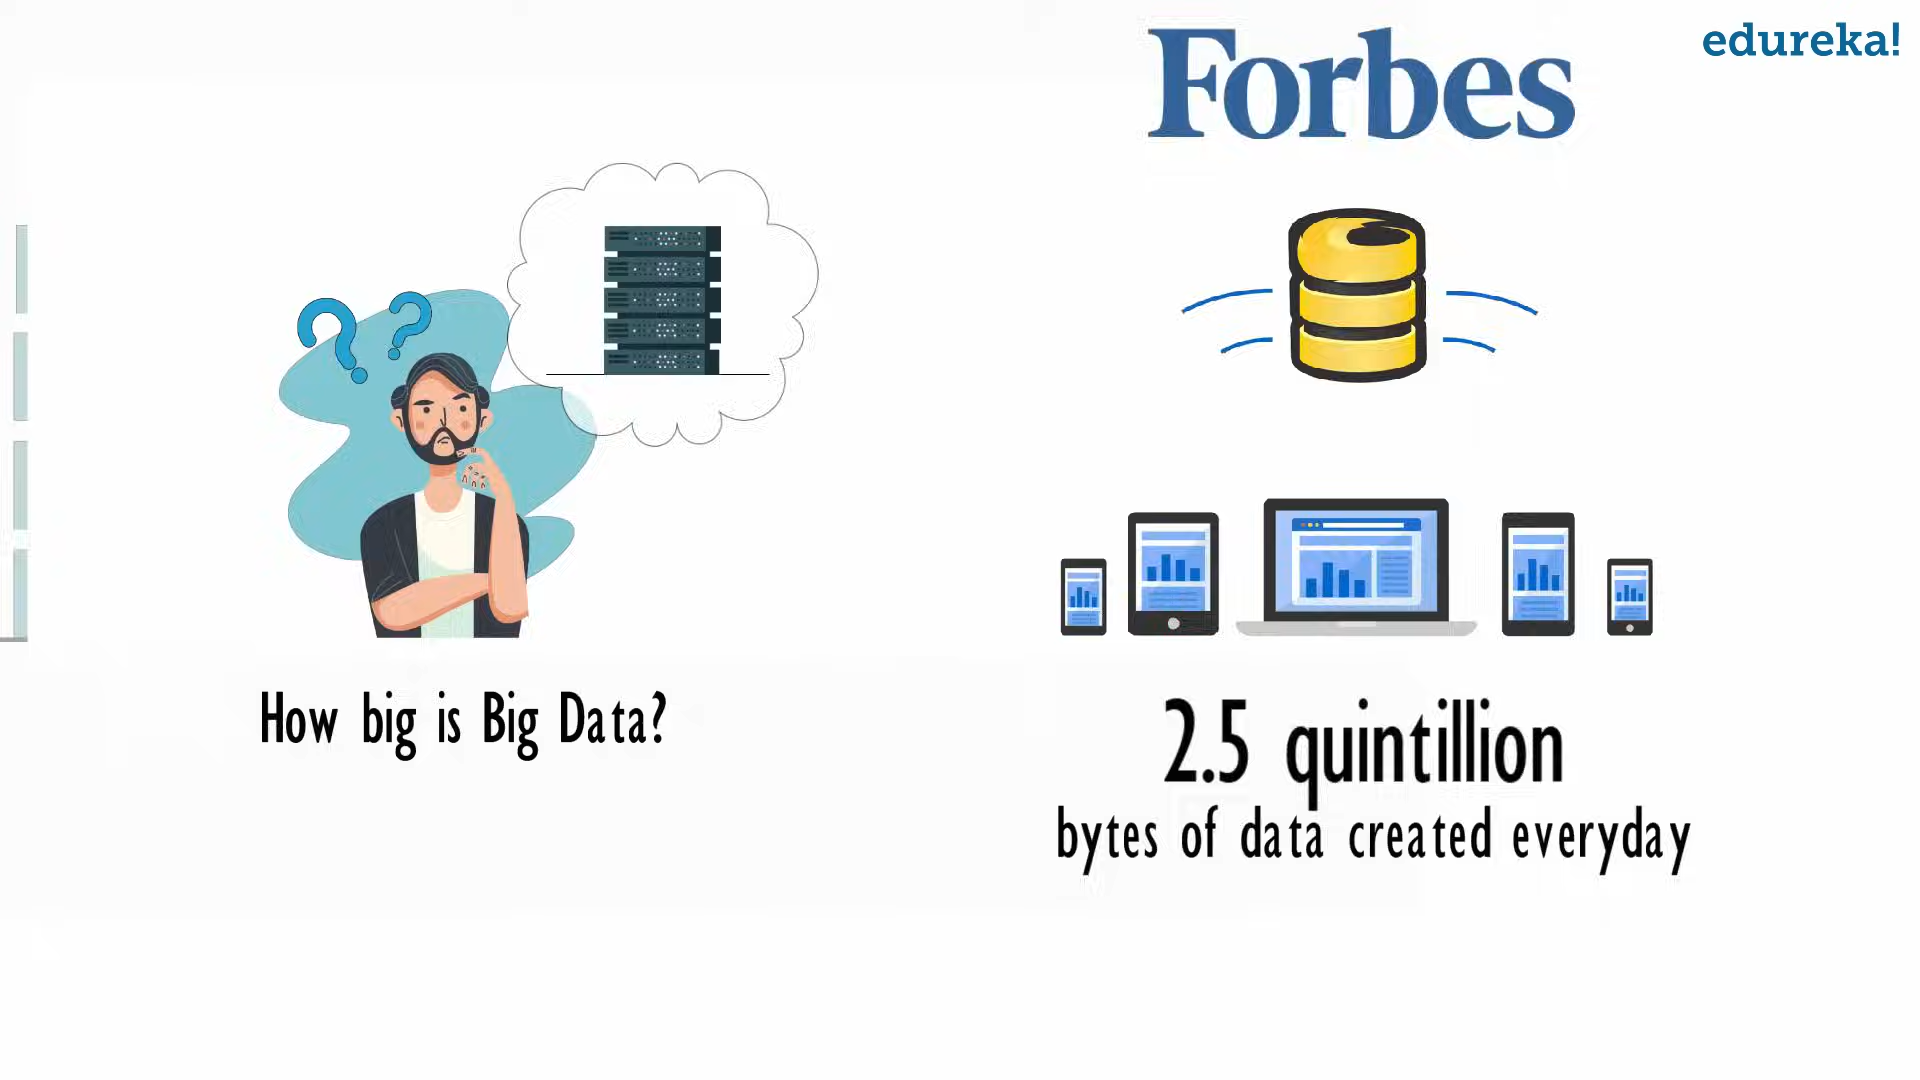 Forbes
edureka!
How big is Big Data?
2.5 quintillion
bytes of data created everyday